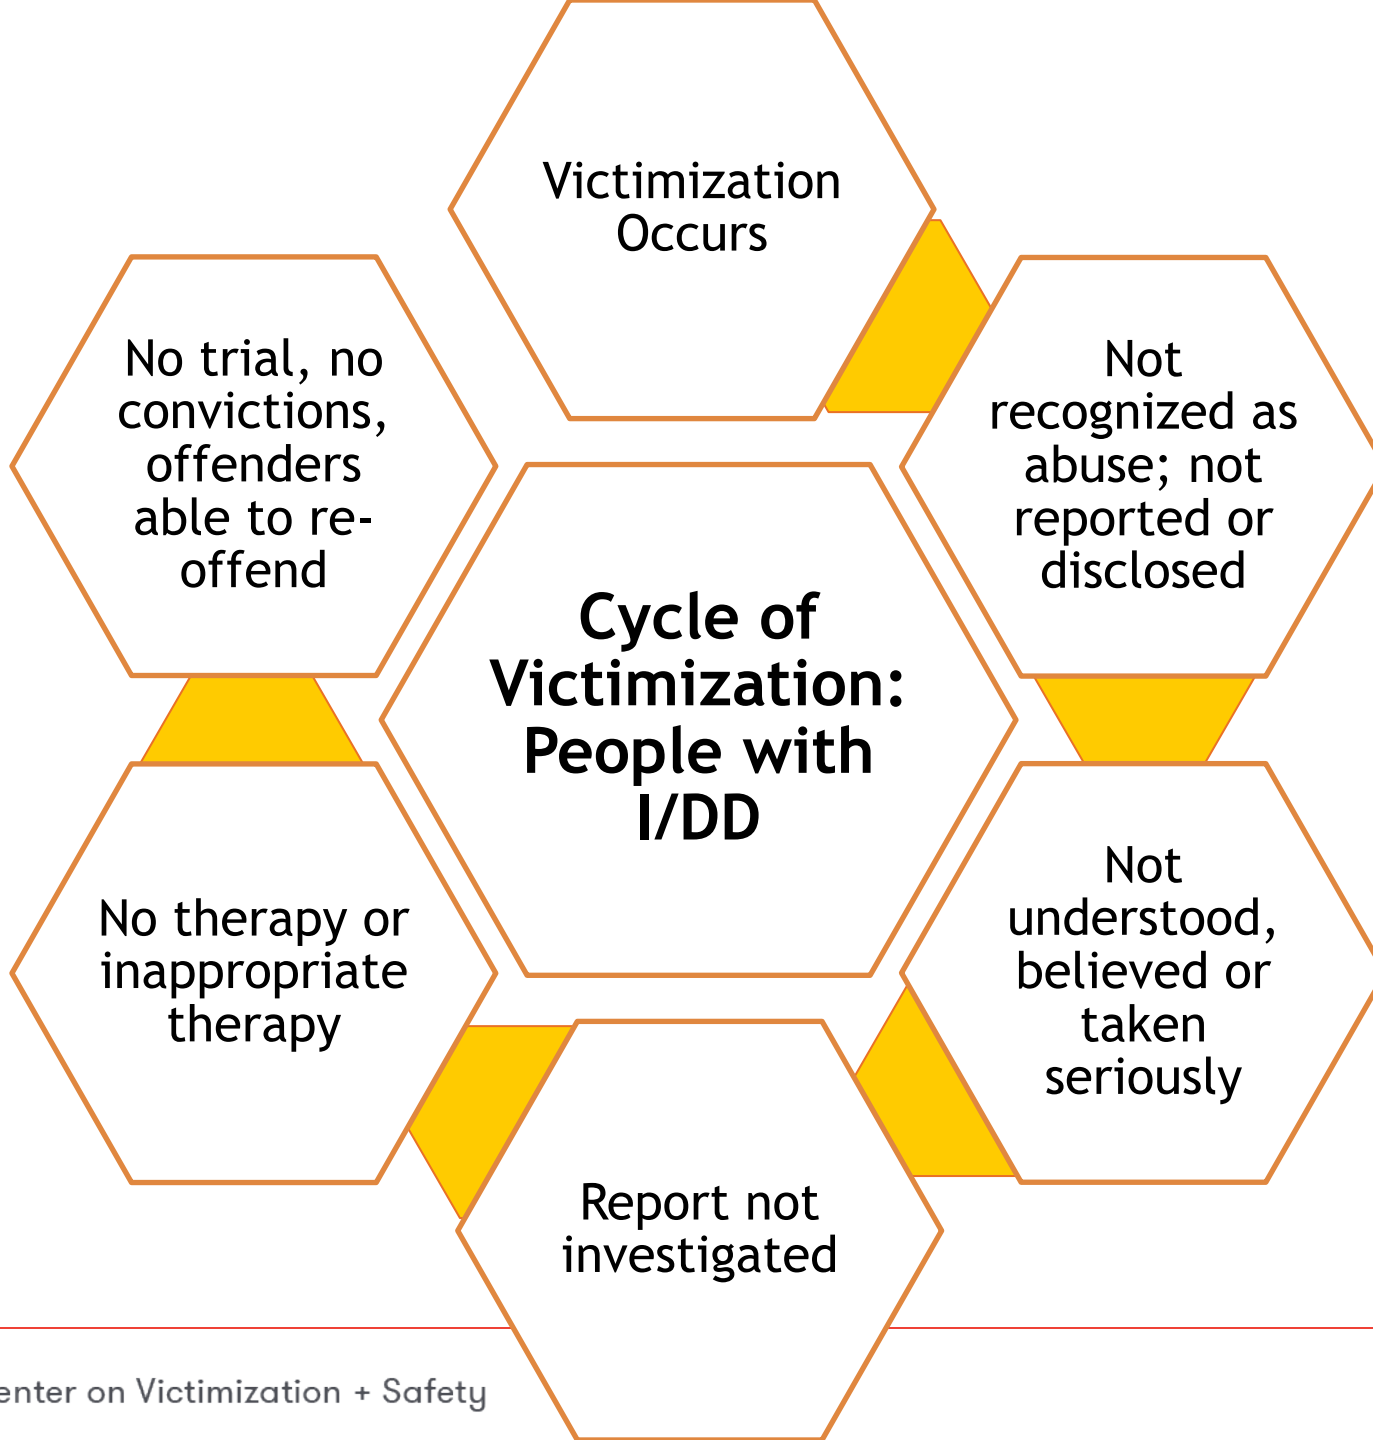 Victimization
Occurs
Not
recognized as
abuse; not
reported or
disclosed
Not
understood,
believed or
taken
seriously
Report not
investigated
No therapy or
inappropriate
therapy
No trial, no
convictions,
offenders
able to re-
offend
Cycle of
Victimization:
People with
I/DD
on Victimization + Safety